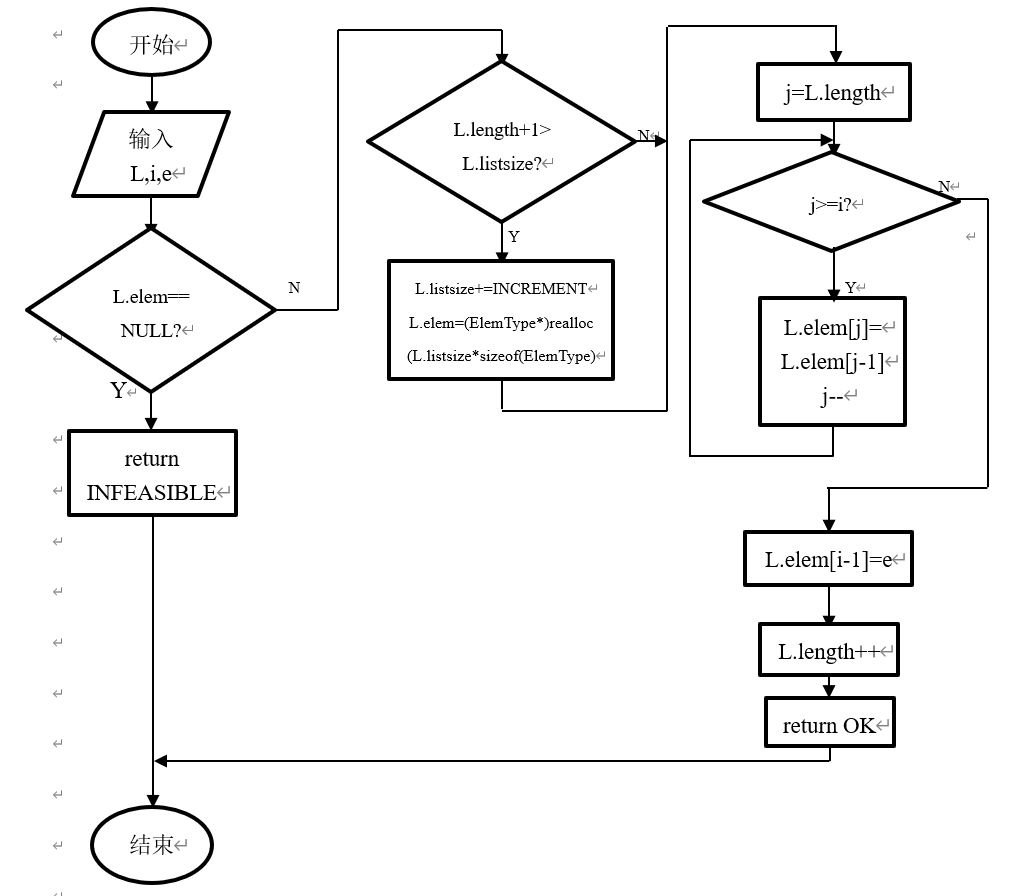 开始
输入
L,i,e
L.elem==
NULL?
N
Y
return
INFEASIBLE
L.length+1>
L.listsize?
N
Y
L.listsize+=INCREMENT
L.elem=(ElemType*)realloc
(L.listsize*sizeof(ElemType)
j=L.length
j>=i?
N
Y
L.elem[j]=
L.elem[j-1]
j--
L.elem[i-1]=e
L.length++
return OK
结束